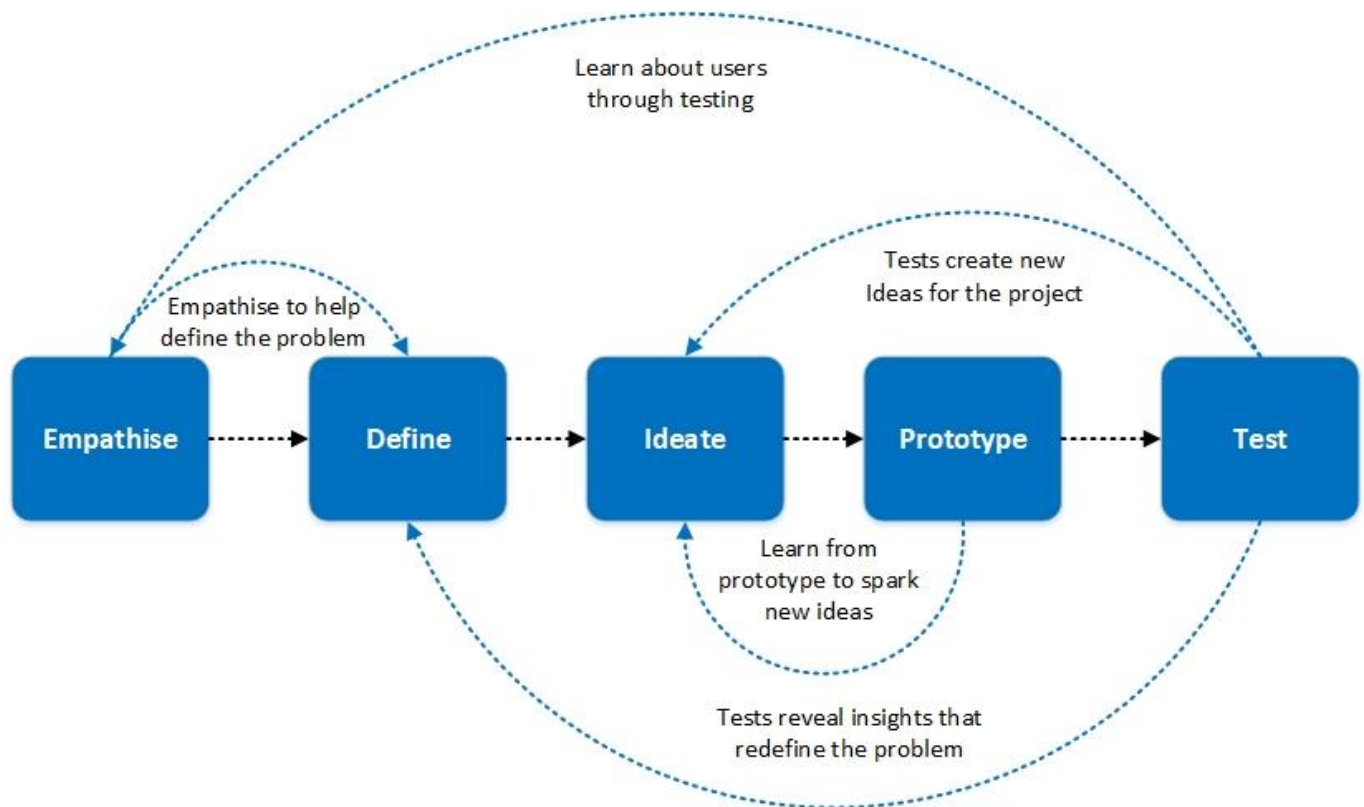 Learn about users
through testing
Tests create new
Ideas for the project
Empathise to help
define the problem
Empathise
Define
Ideate
Prototype
Test
Learn from
prototype to spark
new ideas
Tests reveal insights that
redefine the problem